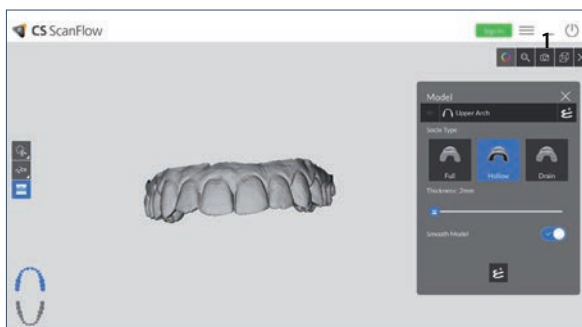 CS ScanFlow
Sign In
1
Model
Upper Arch
Socle Type
Full
Hollow
Drain
Thickness: 2mm
Smooth Model